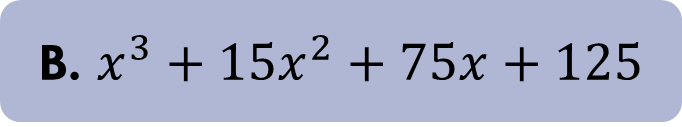 B. x³ + 15x² + 75x + 125